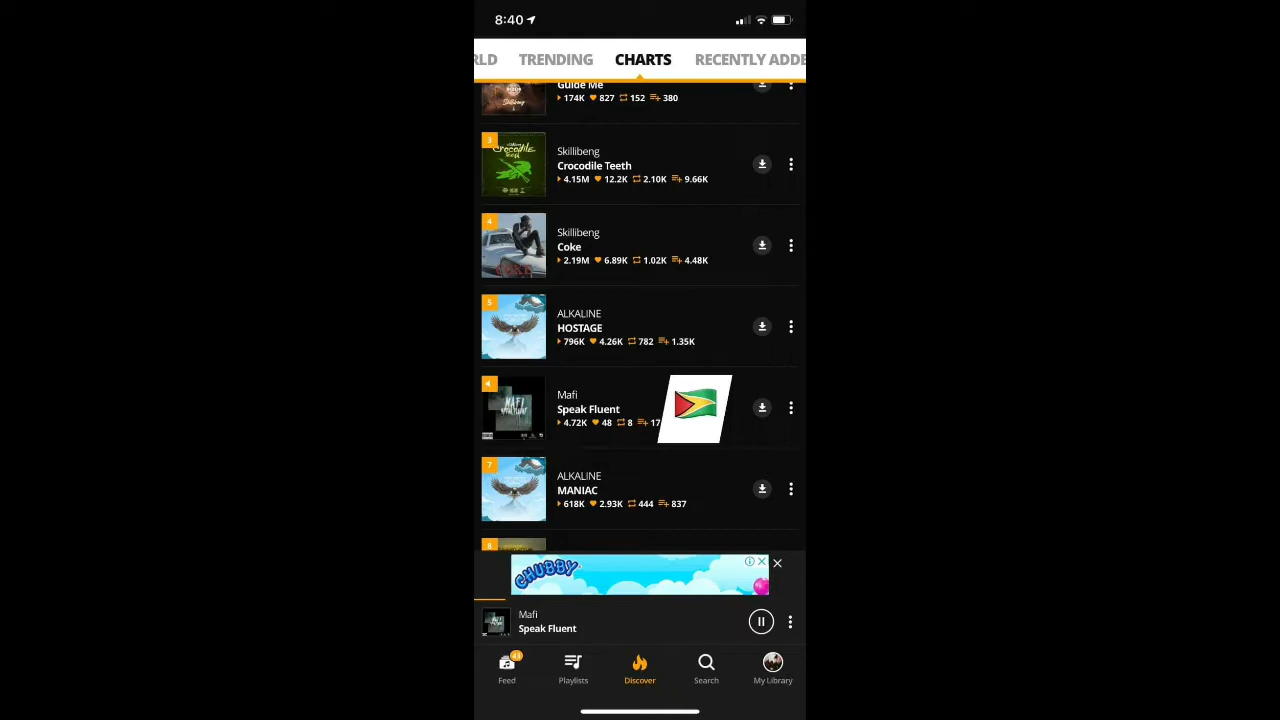 8:40
RLD TRENDING CHARTS RECENTLY ADDE
Guide Me
174K 827 152 380
3
Skillibeng
Crocodile Teeth
4.15M 12.2K 2.10K 9.66K
4
Skillibeng
Coke
2.19M 6.89K 1.02K 4.48K
5
ALKALINE
HOSTAGE
796K 4.26K 782 1.35K
MAFI
Mafi
Speak Fluent
4.72K 48 8 17
7
ALKALINE
MANIAC
618K 2.93K 444 837
8
CHUBBY
Mafi
Speak Fluent
Feed Playlists Discover Search My Library